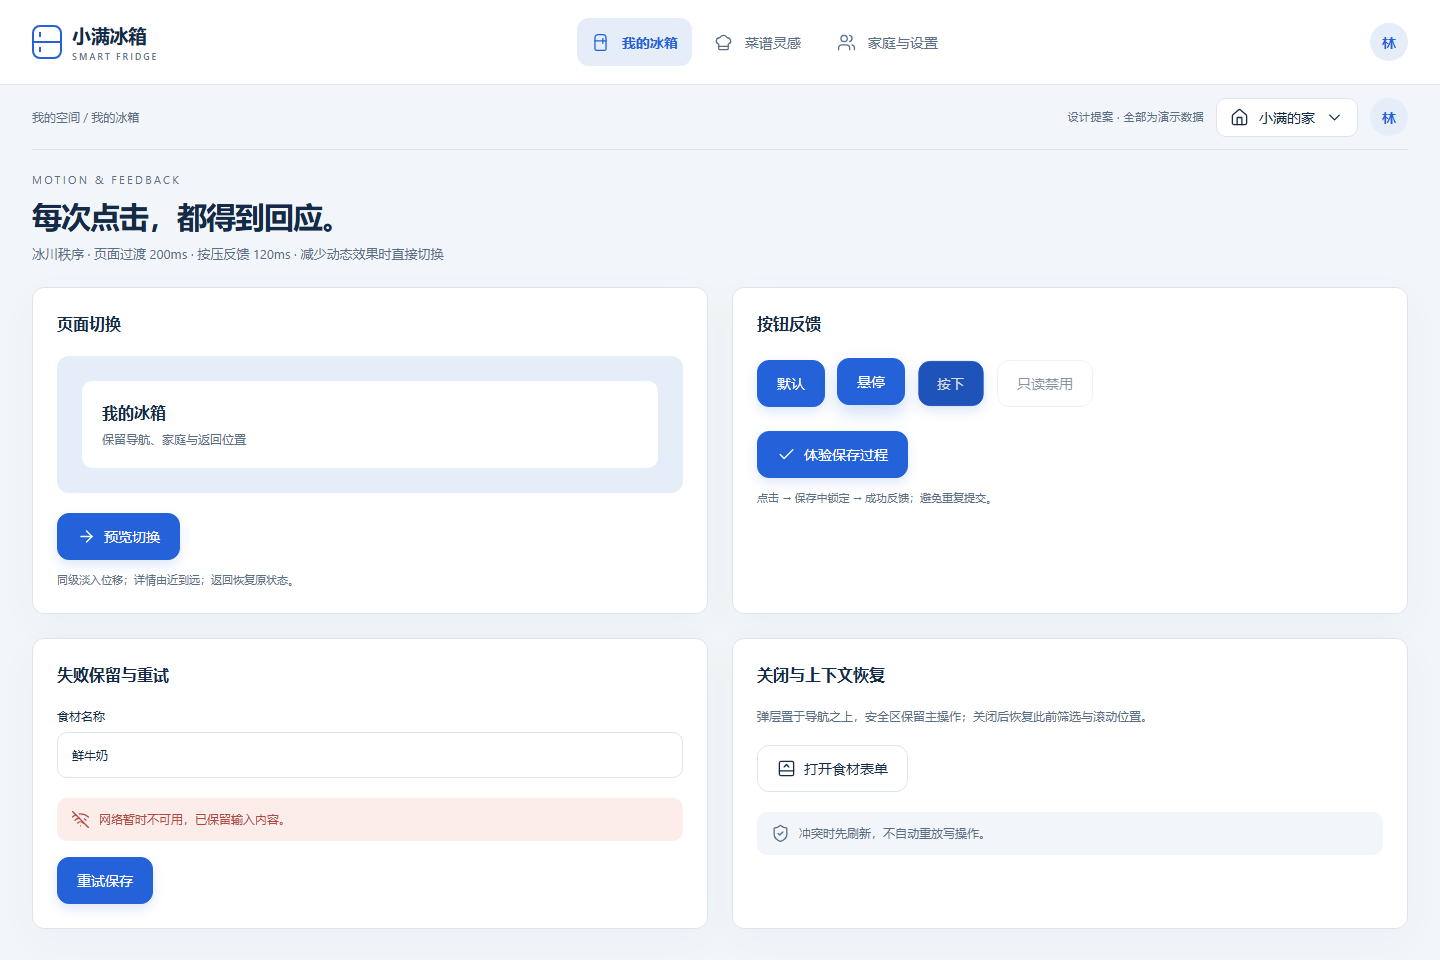 小满冰箱
SMART FRIDGE
我的冰箱
菜谱灵感
家庭与设置
林
我的空间 / 我的冰箱
设计提案 · 全部为演示数据
小满的家
林
MOTION & FEEDBACK
每次点击，都得到回应。
冰川秩序 · 页面过渡 200ms · 按压反馈 120ms · 减少动态效果时直接切换
页面切换
我的冰箱
保留导航、家庭与返回位置
预览切换
同级淡入位移；详情由近到远；返回恢复原状态。
按钮反馈
默认
悬停
按下
只读禁用
体验保存过程
点击 → 保存中锁定 → 成功反馈；避免重复提交。
失败保留与重试
食材名称
鲜牛奶
网络暂时不可用，已保留输入内容。
重试保存
关闭与上下文恢复
弹层置于导航之上，安全区保留主操作；关闭后恢复此前筛选与滚动位置。
打开食材表单
冲突时先刷新，不自动重放写操作。